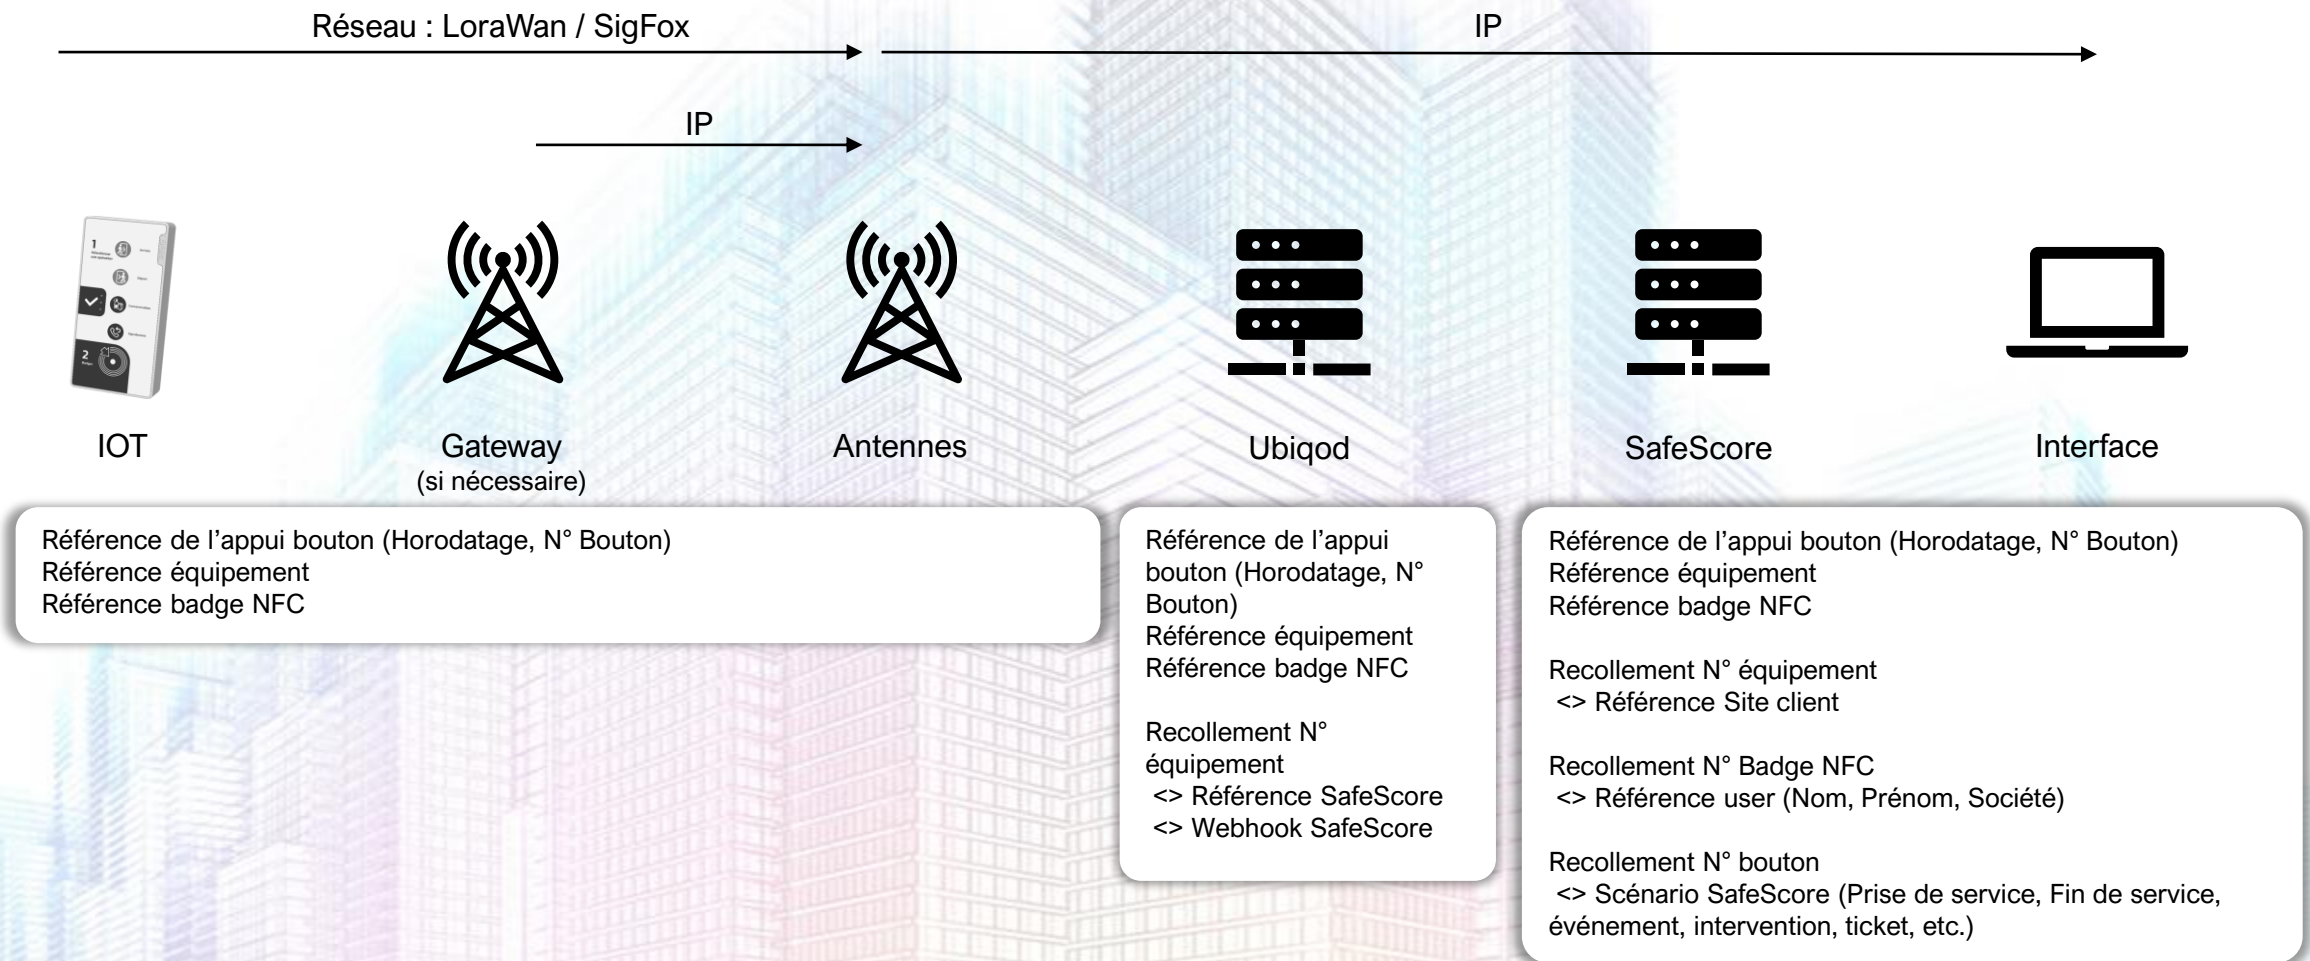 Réseau : LoraWan / SigFox
IP
IP
1
2
IOT
Gateway
(si nécessaire)
Antennes
Ubiqod
SafeScore
Interface
Référence de l’appui bouton (Horodatage, N° Bouton)
Référence équipement
Référence badge NFC
Référence de l’appui
bouton (Horodatage, N°
Bouton)
Référence équipement
Référence badge NFC
Recollement N°
équipement
<> Référence SafeScore
<> Webhook SafeScore
Référence de l’appui bouton (Horodatage, N° Bouton)
Référence équipement
Référence badge NFC
Recollement N° équipement
<> Référence Site client
Recollement N° Badge NFC
<> Référence user (Nom, Prénom, Société)
Recollement N° bouton
<> Scénario SafeScore (Prise de service, Fin de service,
événement, intervention, ticket, etc.)